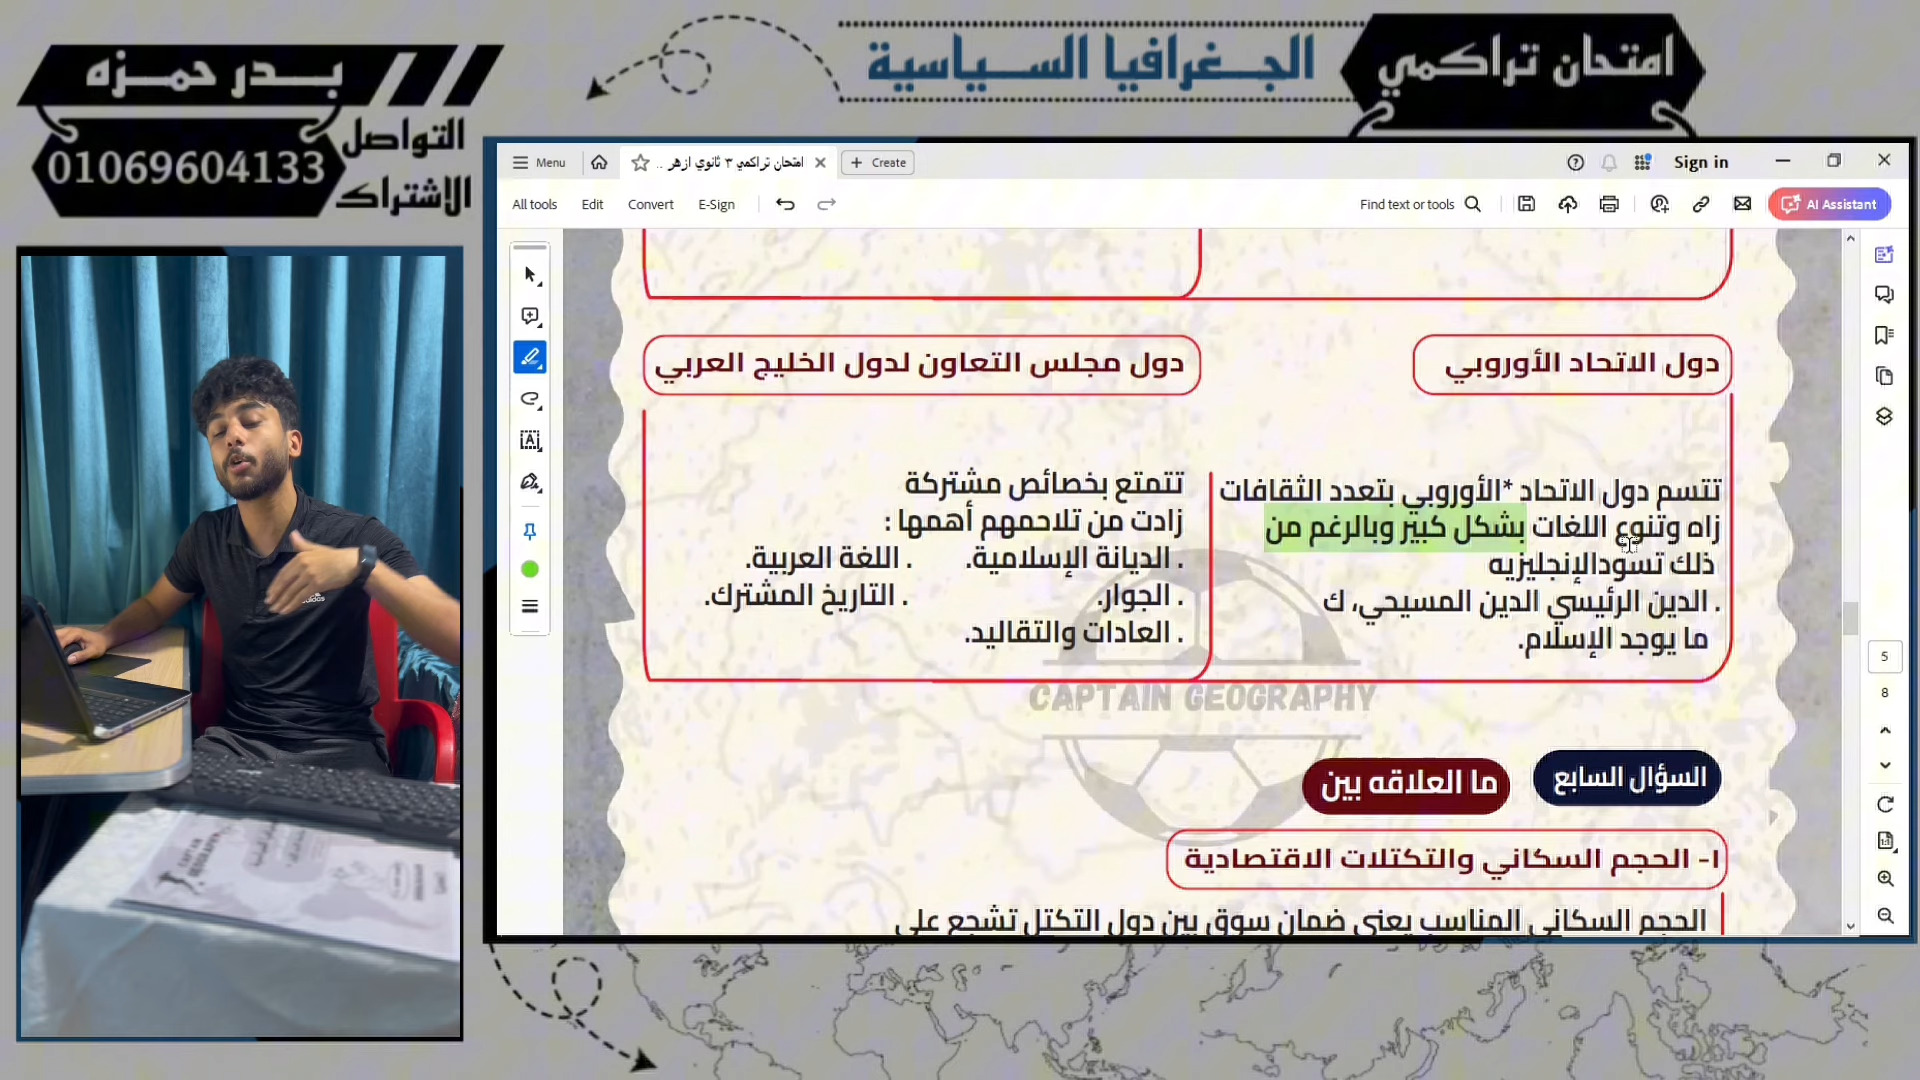 امتحان تراكمي
الجغرافيا السياسية
بدر حمزه
التواصل
01069604133
الإشتراك
Menu
امتحان تراكمي ٣ ثانوي ازهر ..
Create
Sign in
All tools
Edit
Convert
E-Sign
Find text or tools
AI Assistant
دول الاتحاد الأوروبي
دول مجلس التعاون لدول الخليج العربي
تتسم دول الاتحاد *الأوروبي بتعدد الثقافات
زاه وتنوع اللغات بشكل كبير وبالرغم من
ذلك تسودالإنجليزيه
. الدين الرئيسي الدين المسيحي، ك
ما يوجد الإسلام.
تتمتع بخصائص مشتركة
زادت من تلاحمهم أهمها :
. الديانة الإسلامية. . اللغة العربية.
. الجوار. . التاريخ المشترك.
. العادات والتقاليد.
CAPTAIN GEOGRAPHY
السؤال السابع
ما العلاقه بين
١- الحجم السكاني والتكتلات الاقتصادية
الحجم السكاني المناسب يعني ضمان سوق بين دول التكتل تشجع على
5
8
adidas